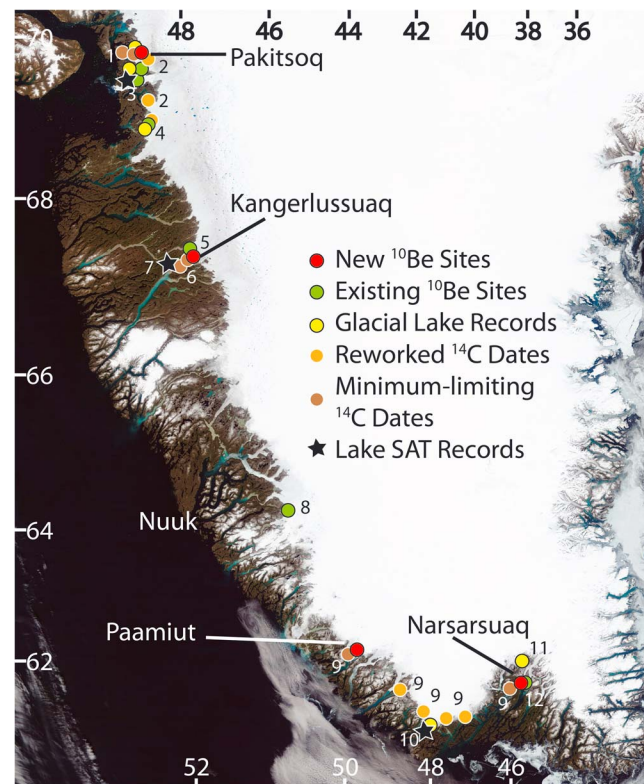 70
48
44
42
40
38
36
1
Pakitsoq
2
3
2
4
68
Kangerlussuaq
5
7
6
New ¹⁰Be Sites
Existing ¹⁰Be Sites
Glacial Lake Records
Reworked ¹⁴C Dates
Minimum-limiting
¹⁴C Dates
Lake SAT Records
66
8
Nuuk
64
Paamiut
Narsarsuaq
62
9
11
9
9
9
9
12
10
52
50
48
46